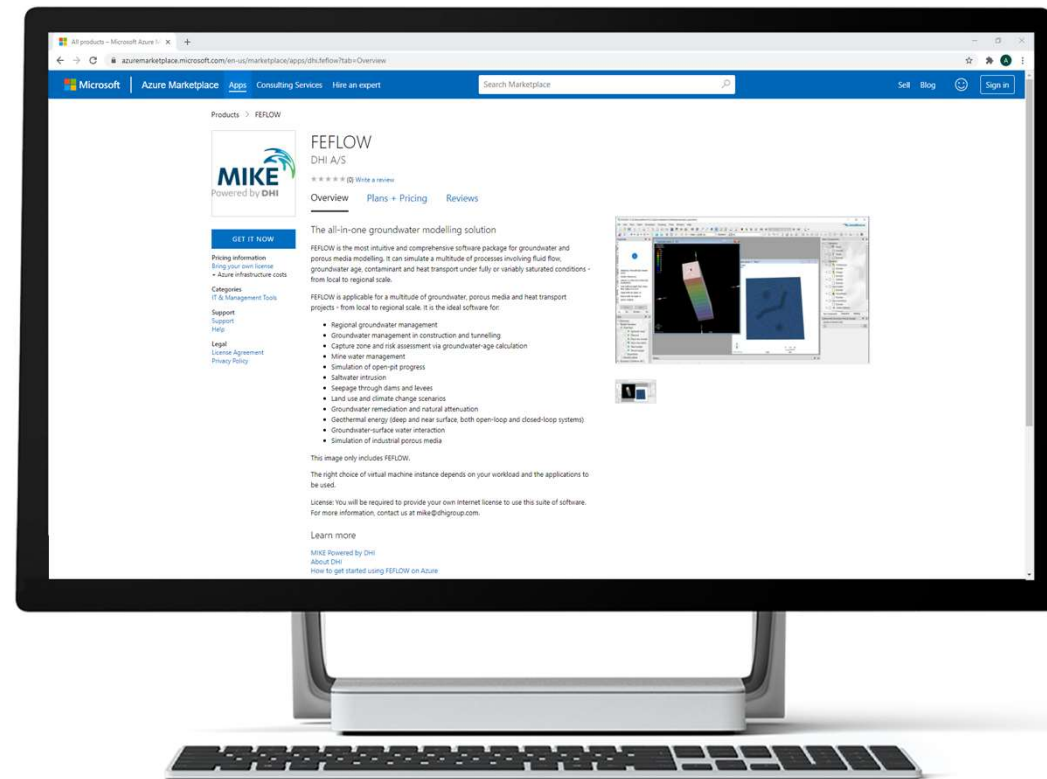 All products – Microsoft Azure
azuremarketplace.microsoft.com/en-us/marketplace/apps/dhi.feflow?tab=Overview
Microsoft Azure Marketplace Apps Consulting Services Hire an expert Search Marketplace Sell Blog Sign in
Products > FEFLOW
MIKE
Powered by DHI
FEFLOW
DHI A/S
(0) Write a review
Overview Plans + Pricing Reviews
GET IT NOW
Pricing information
Bring your own license
+ Azure infrastructure costs
Categories
IT & Management Tools
Support
Support
Help
Legal
License Agreement
Privacy Policy
The all-in-one groundwater modelling solution
FEFLOW is the most intuitive and comprehensive software package for groundwater and
porous media modelling. It can simulate a multitude of processes involving fluid flow,
groundwater age, contaminant and heat transport under fully or variably saturated conditions -
from local to regional scale.
FEFLOW is applicable for a multitude of groundwater, porous media and heat transport
projects - from local to regional scale. It is the ideal software for
• Regional groundwater management
• Groundwater management in construction and tunnelling
• Capture zone and risk assessment via groundwater-age calculation
• Mine water management
• Simulation of open-pit progress
• Saltwater intrusion
• Seepage through dams and levees
• Land use and climate change scenarios
• Groundwater remediation and natural attenuation
• Geothermal energy (deep and near surface, both open-loop and closed-loop systems)
• Groundwater-surface water interaction
• Simulation of industrial porous media
This image only includes FEFLOW.
The right choice of virtual machine instance depends on your workload and the applications to
be used.
License: You will be required to provide your own Internet license to use this suite of software.
For more information, contact us at mike@dhigroup.com.
Learn more
MIKE Powered by DHI
About DHI
How to get started using FEFLOW on Azure